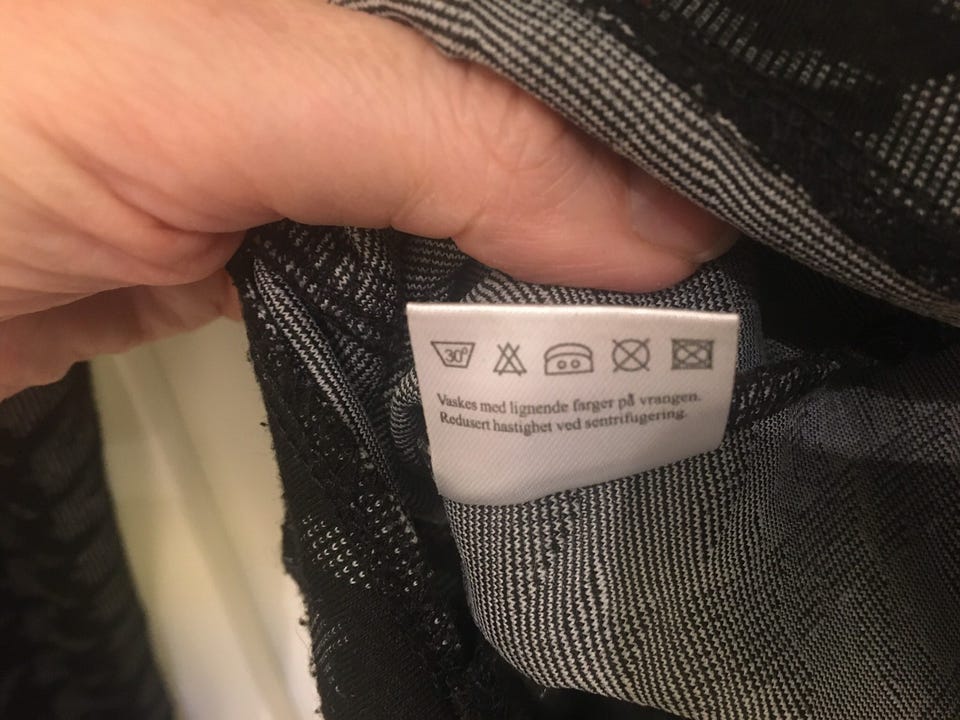 30°
Vaskes med lignende farger på vrangen.
Redusert hastighet ved sentrifugering.